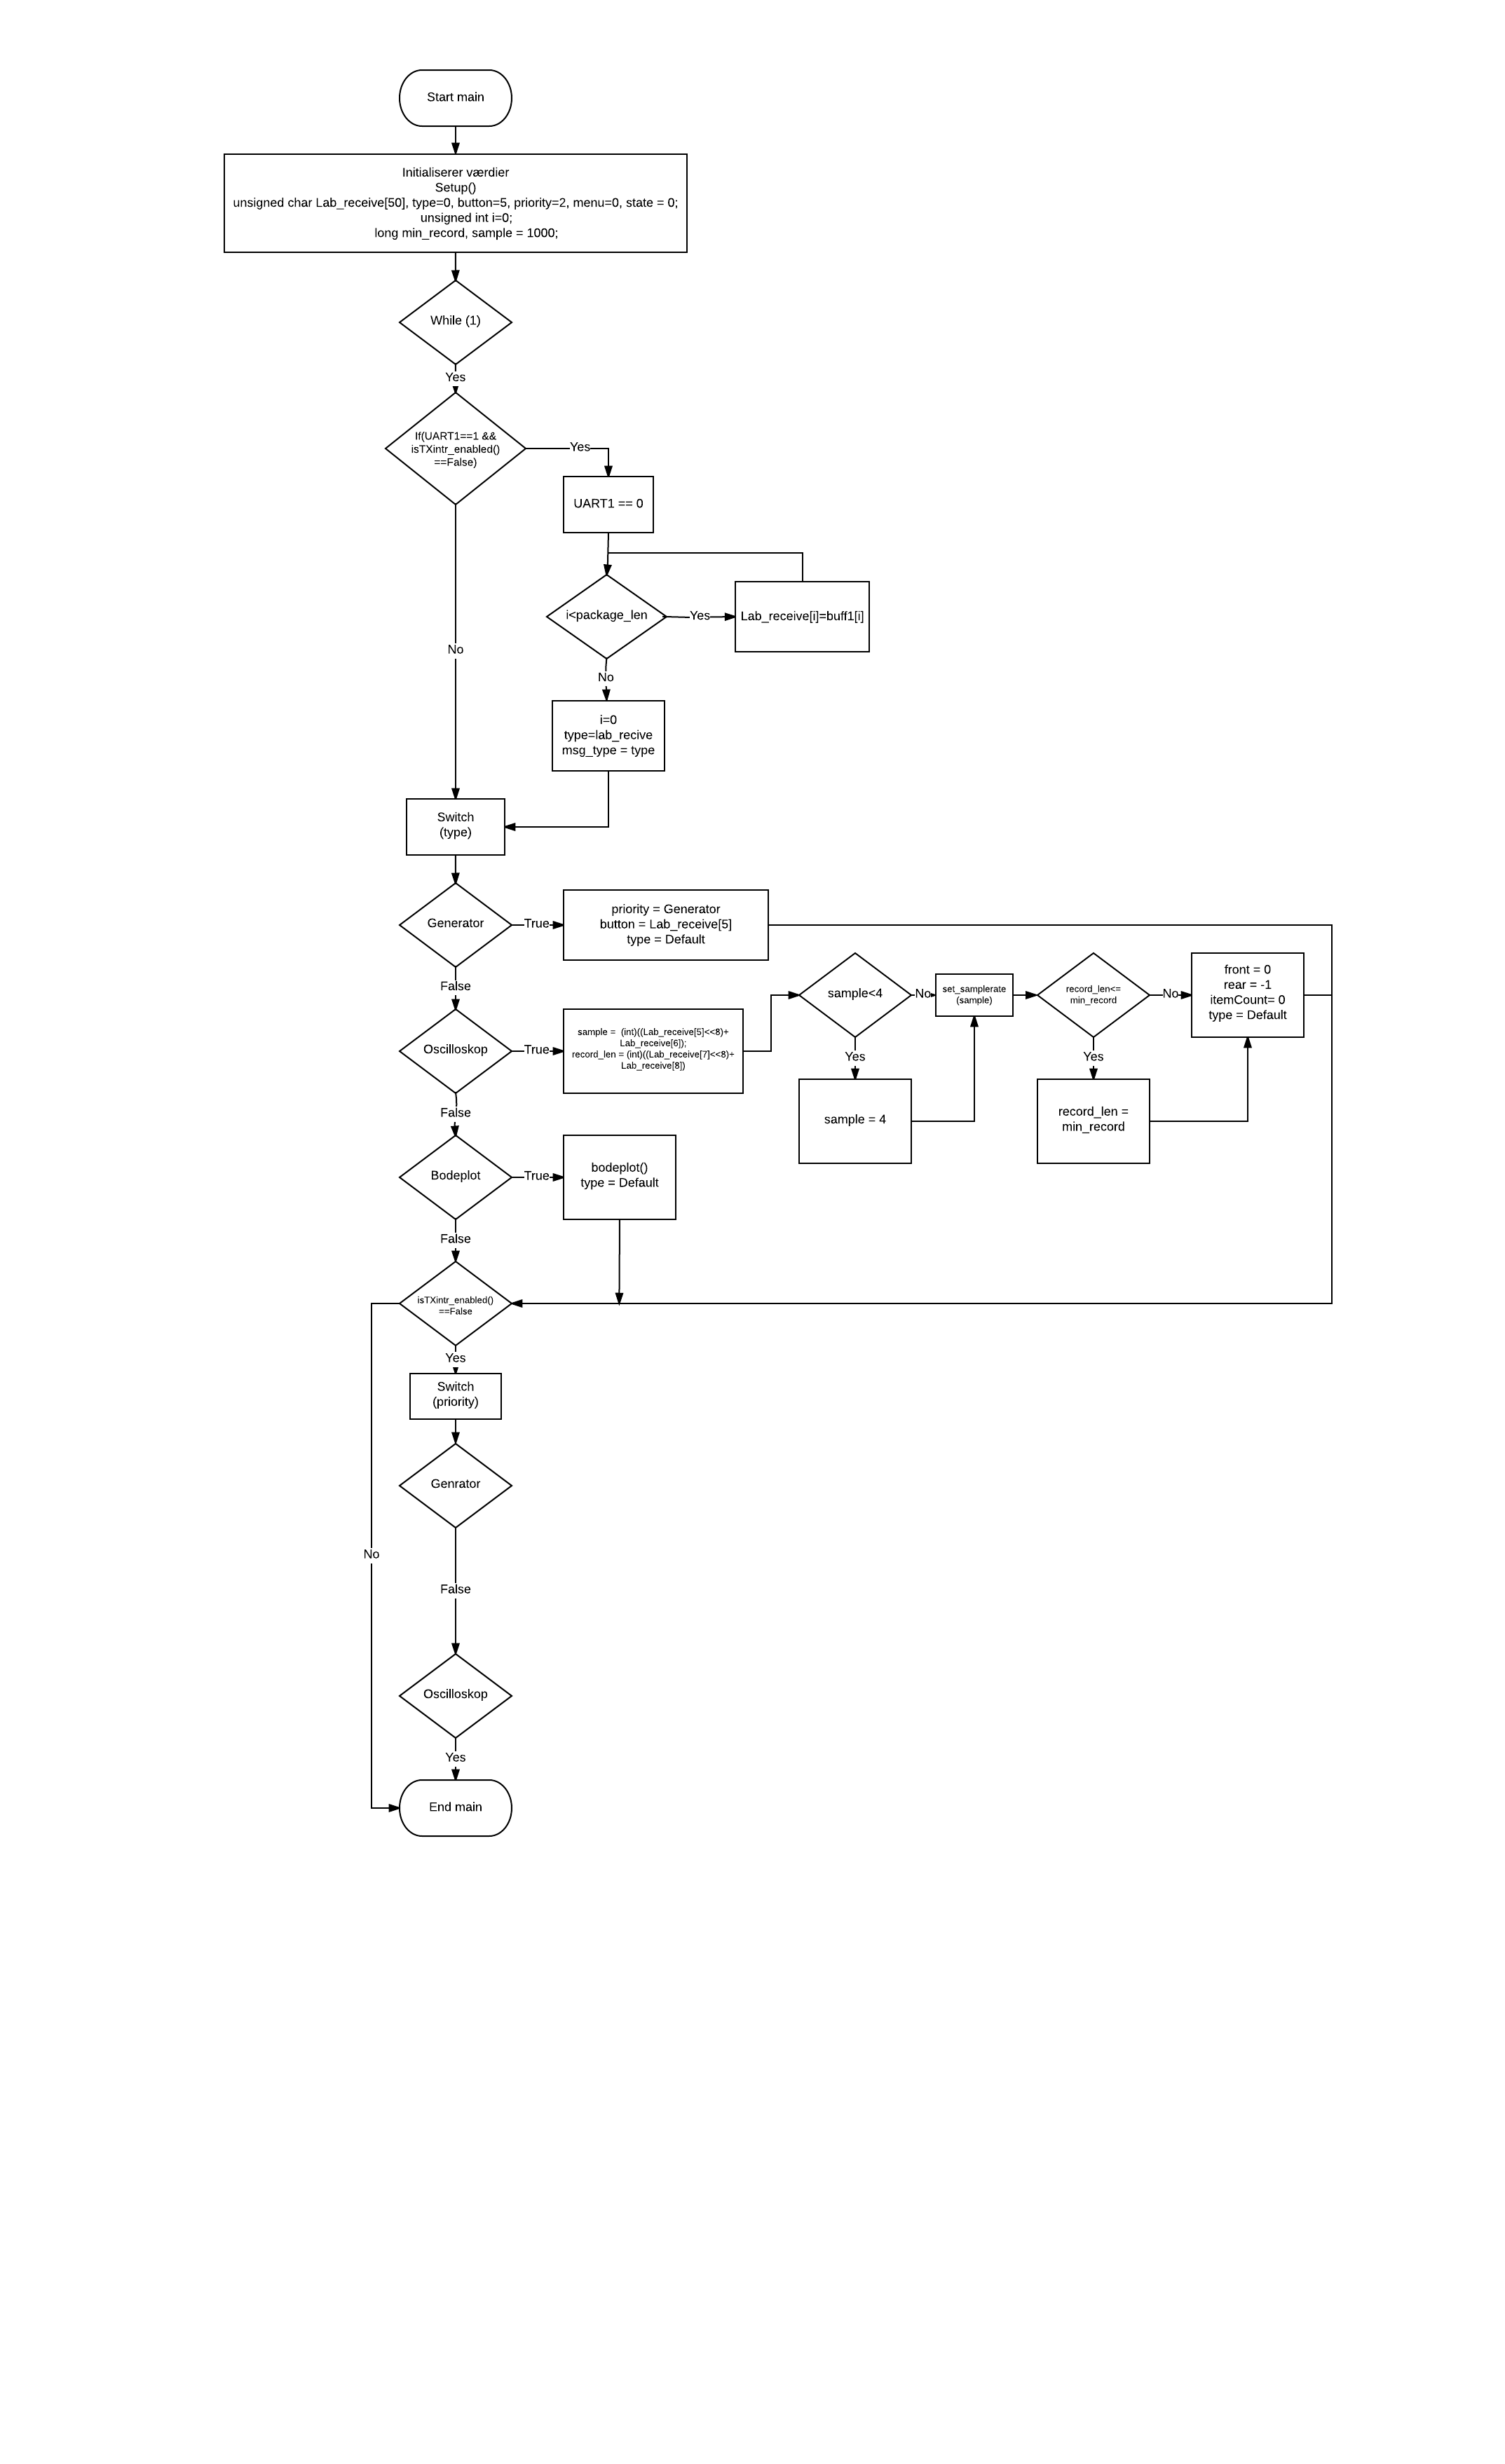 Start main
Initialiserer værdier
Setup()
unsigned char Lab_receive[50], type=0, button=5, priority=2, menu=0, state = 0;
unsigned int i=0;
long min_record, sample = 1000;
While (1)
Yes
If(UART1==1 &&
isTXintr_enabled()
==False)
Yes
UART1 == 0
i<package_len
Yes
Lab_receive[i]=buff1[i]
No
No
i=0
type=lab_recive
msg_type = type
Switch
(type)
Generator
True
priority = Generator
button = Lab_receive[5]
type = Default
False
Oscilloskop
True
sample = (int)((Lab_receive[5]<<8)+
Lab_receive[6]);
record_len = (int)((Lab_receive[7]<<8)+
Lab_receive[8])
sample<4
No
set_samplerate
(sample)
record_len<=
min_record
No
front = 0
rear = -1
itemCount= 0
type = Default
Yes
sample = 4
Yes
record_len =
min_record
False
Bodeplot
True
bodeplot()
type = Default
False
isTXintr_enabled()
==False
Yes
Switch
(priority)
Genrator
No
False
Oscilloskop
Yes
End main